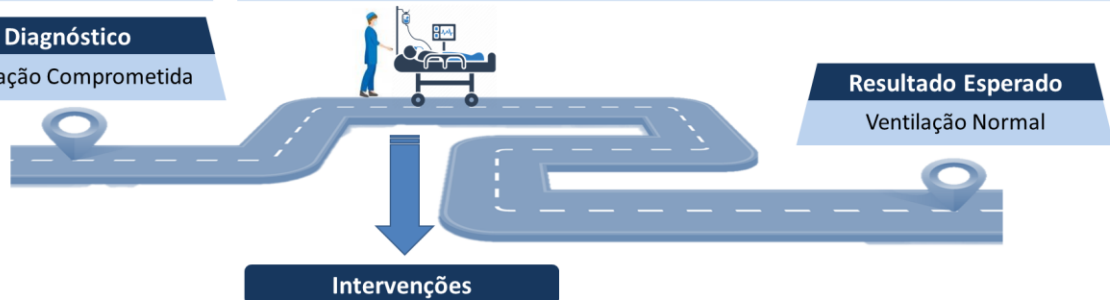 Diagnóstico
ação Comprometida
Resultado Esperado
Ventilação Normal
Intervenções